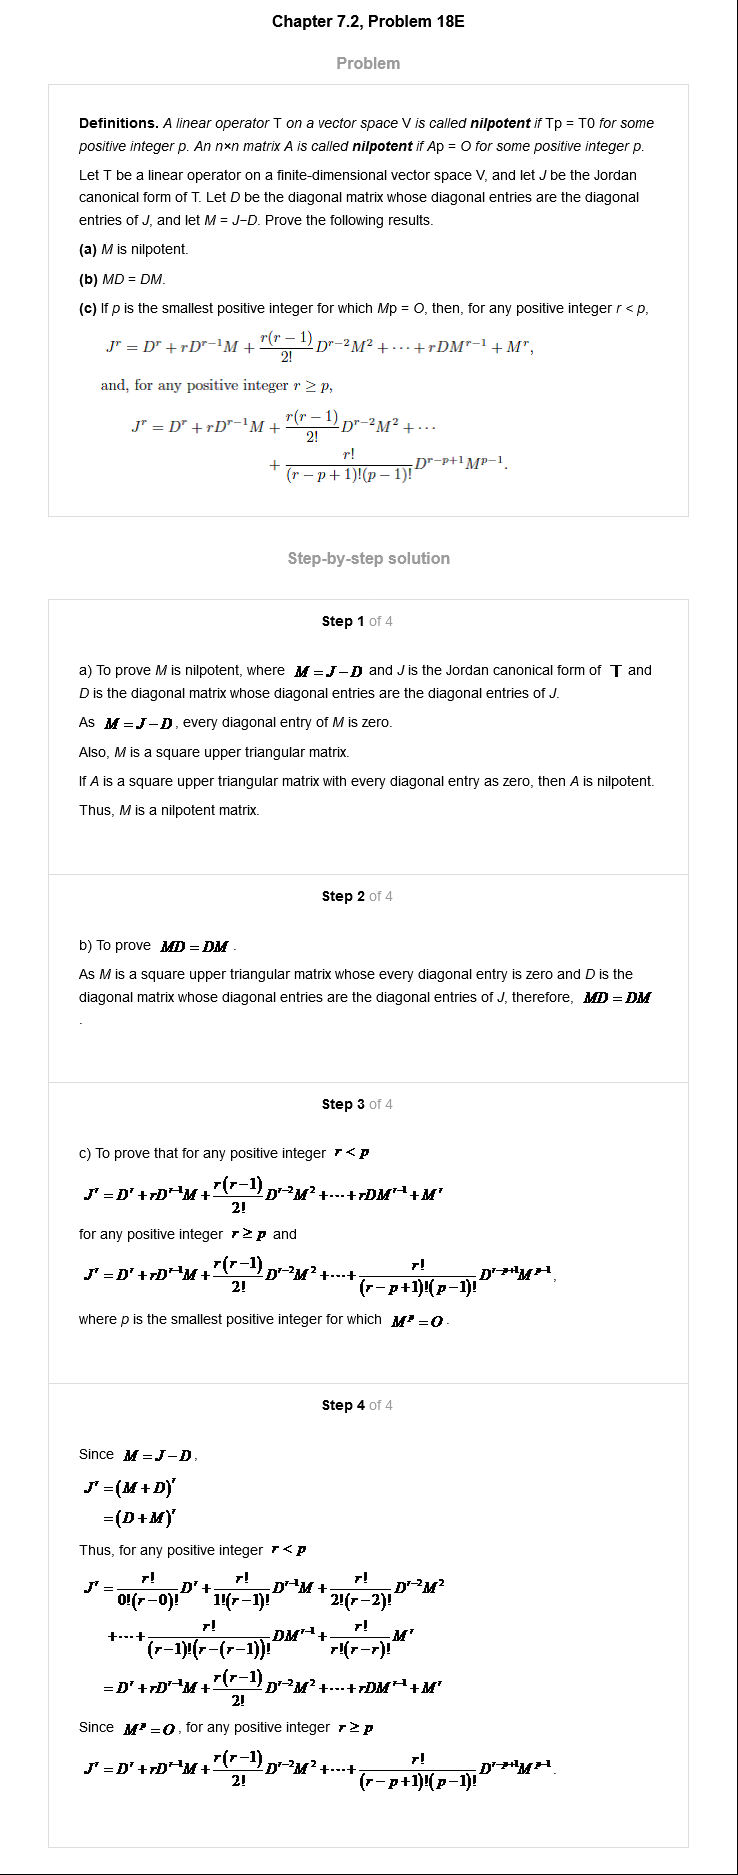 Chapter 7.2, Problem 18E
Problem
Definitions. A linear operator T on a vector space V is called nilpotent if Tp = T0 for some
positive integer p. An n×n matrix A is called nilpotent if Ap = O for some positive integer p.
Let T be a linear operator on a finite-dimensional vector space V, and let J be the Jordan
canonical form of T. Let D be the diagonal matrix whose diagonal entries are the diagonal
entries of J, and let M = J−D. Prove the following results.
(a) M is nilpotent.
(b) MD = DM.
(c) If p is the smallest positive integer for which Mp = O, then, for any positive integer r < p,
J^r = D^r + rD^{r−1}M + \frac{r(r − 1)}{2!}D^{r−2}M^2 + ··· + rDM^{r−1} + M^r,
and, for any positive integer r ≥ p,
J^r = D^r + rD^{r−1}M + \frac{r(r − 1)}{2!}D^{r−2}M^2 + ···
+ \frac{r!}{(r − p + 1)!(p − 1)!}D^{r−p+1}M^{p−1}.
Step-by-step solution
Step 1 of 4
a) To prove M is nilpotent, where M = J − D and J is the Jordan canonical form of T and
D is the diagonal matrix whose diagonal entries are the diagonal entries of J.
As M = J − D, every diagonal entry of M is zero.
Also, M is a square upper triangular matrix.
If A is a square upper triangular matrix with every diagonal entry as zero, then A is nilpotent.
Thus, M is a nilpotent matrix.
Step 2 of 4
b) To prove MD = DM.
As M is a square upper triangular matrix whose every diagonal entry is zero and D is the
diagonal matrix whose diagonal entries are the diagonal entries of J, therefore, MD = DM
.
Step 3 of 4
c) To prove that for any positive integer r < p
J^r = D^r + rD^{r−1}M + \frac{r(r−1)}{2!}D^{r−2}M^2 + ··· + rDM^{r−1} + M^r
for any positive integer r ≥ p and
J^r = D^r + rD^{r−1}M + \frac{r(r−1)}{2!}D^{r−2}M^2 + ··· + \frac{r!}{(r−p+1)!(p−1)!}D^{r−p+1}M^{p−1},
where p is the smallest positive integer for which M^p = O.
Step 4 of 4
Since M = J − D,
J^r = (M + D)^r
= (D + M)^r
Thus, for any positive integer r < p
J^r = \frac{r!}{0!(r−0)!}D^r + \frac{r!}{1!(r−1)!}D^{r−1}M + \frac{r!}{2!(r−2)!}D^{r−2}M^2
+ ··· + \frac{r!}{(r−1)!(r−(r−1))!}DM^{r−1} + \frac{r!}{r!(r−r)!}M^r
= D^r + rD^{r−1}M + \frac{r(r−1)}{2!}D^{r−2}M^2 + ··· + rDM^{r−1} + M^r
Since M^p = O, for any positive integer r ≥ p
J^r = D^r + rD^{r−1}M + \frac{r(r−1)}{2!}D^{r−2}M^2 + ··· + \frac{r!}{(r−p+1)!(p−1)!}D^{r−p+1}M^{p−1}.